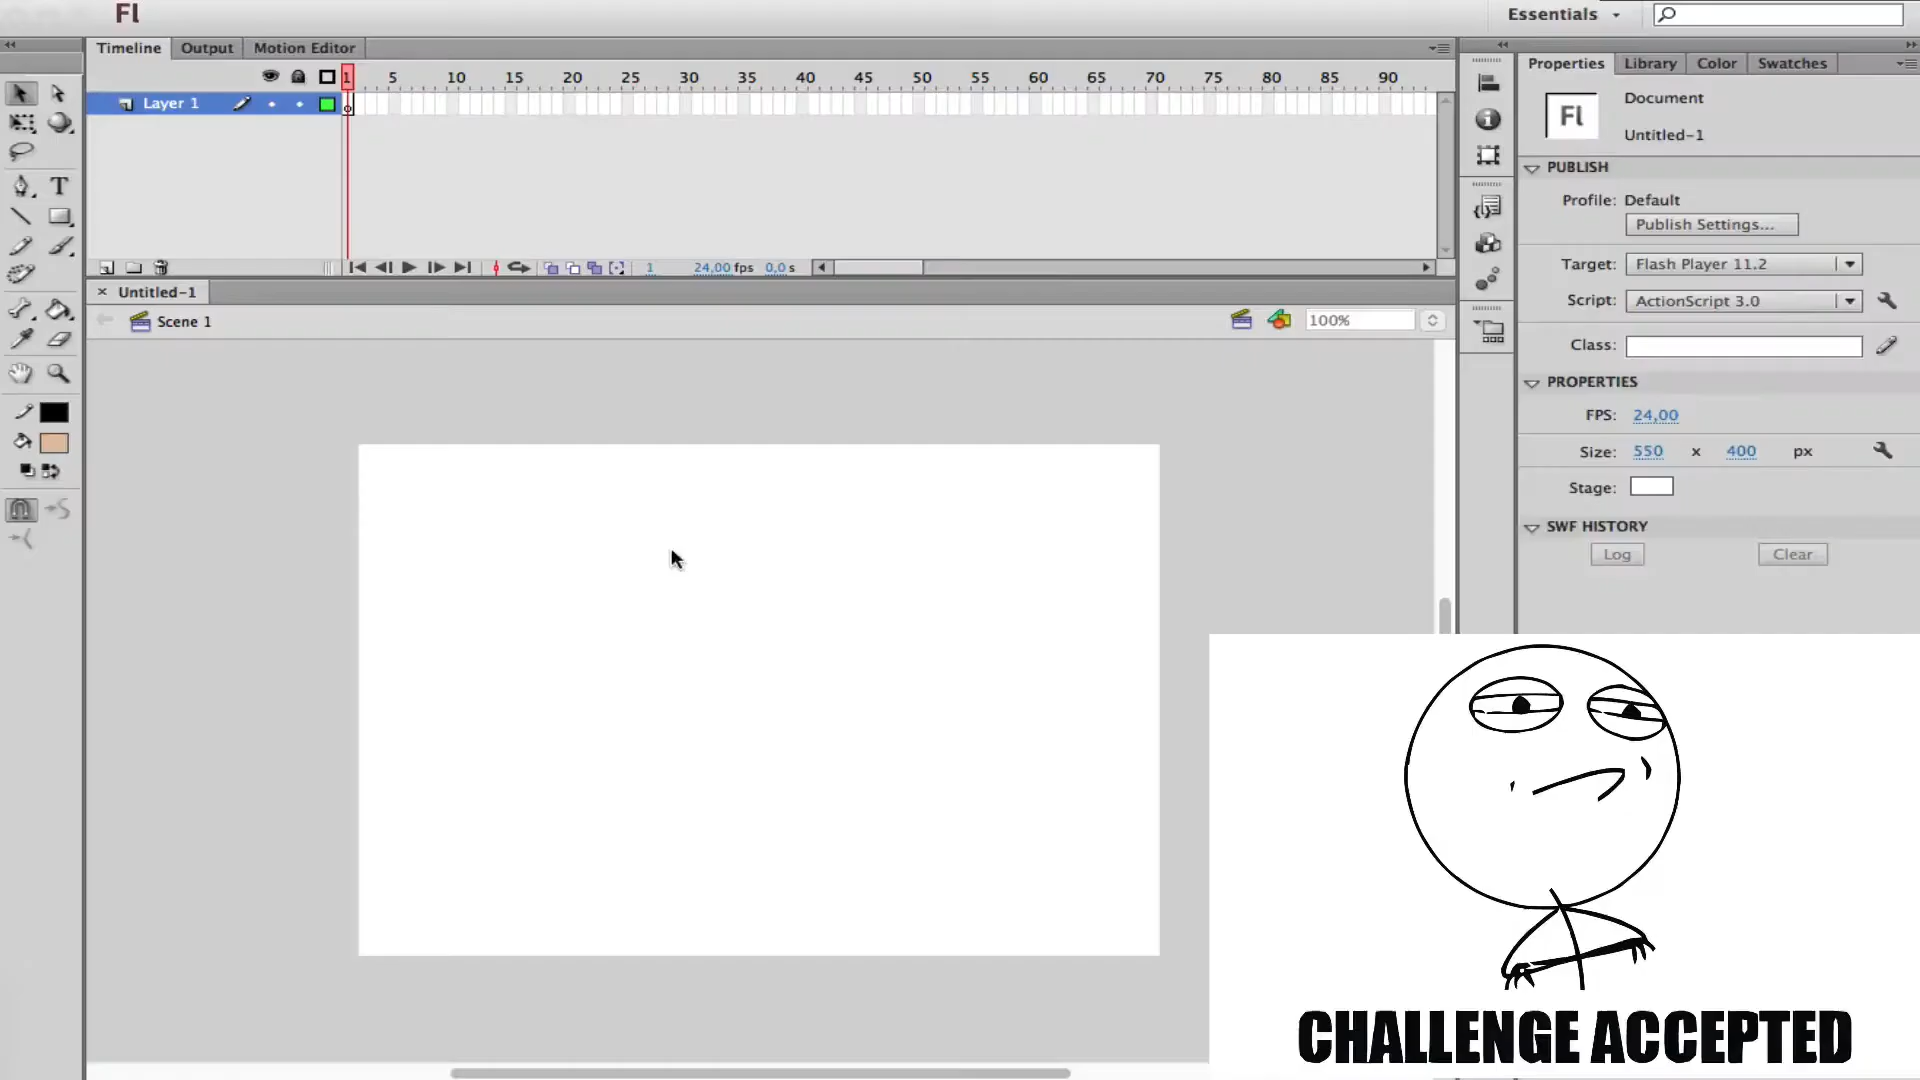 Fl
Essentials
Timeline Output Motion Editor
1 5 10 15 20 25 30 35 40 45 50 55 60 65 70 75 80 85 90
Layer 1
1 24,00 fps 0,0 s
Untitled-1
Scene 1
100%
Properties Library Color Swatches
Fl
Document
Untitled-1
PUBLISH
Profile: Default
Publish Settings...
Target: Flash Player 11.2
Script: ActionScript 3.0
Class:
PROPERTIES
FPS: 24,00
Size: 550 x 400 px
Stage:
SWF HISTORY
Log Clear
CHALLENGE ACCEPTED